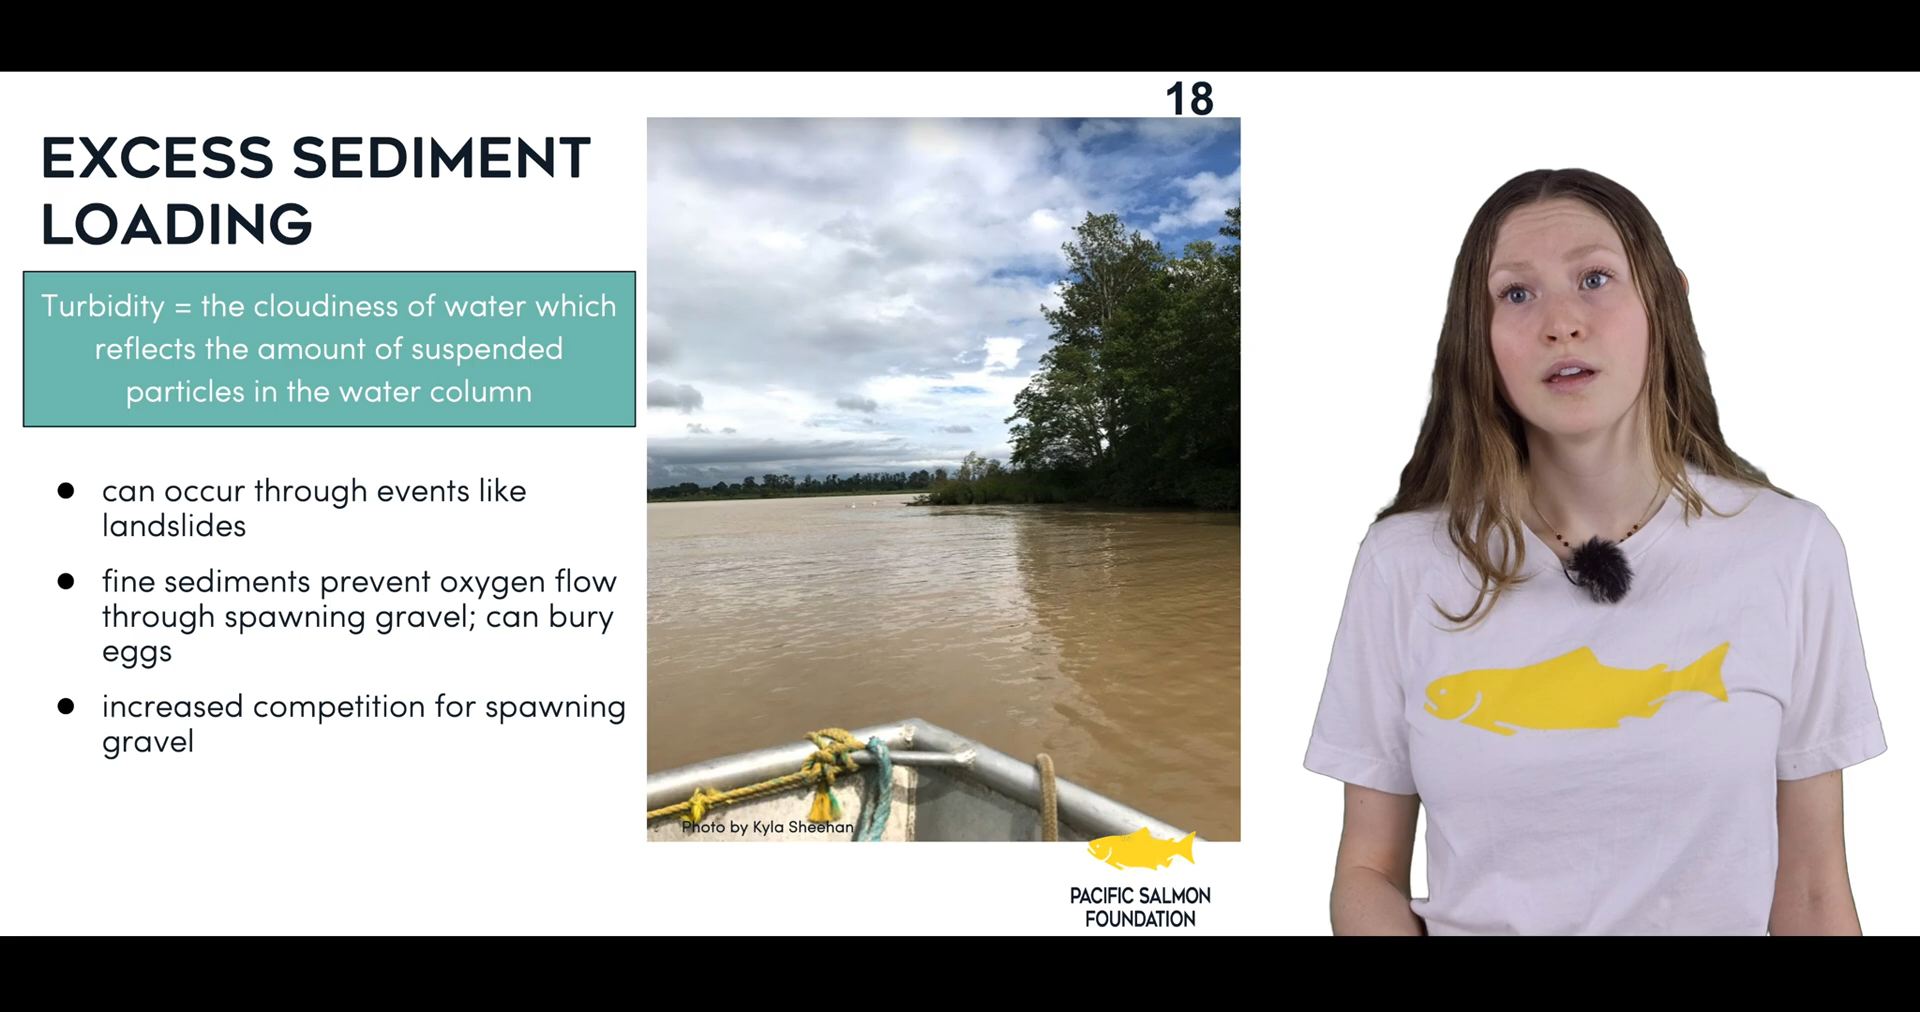 18
EXCESS SEDIMENT
LOADING
Turbidity = the cloudiness of water which
reflects the amount of suspended
particles in the water column
● can occur through events like
landslides
● fine sediments prevent oxygen flow
through spawning gravel; can bury
eggs
● increased competition for spawning
gravel
Photo by Kyla Sheehan
PACIFIC SALMON
FOUNDATION